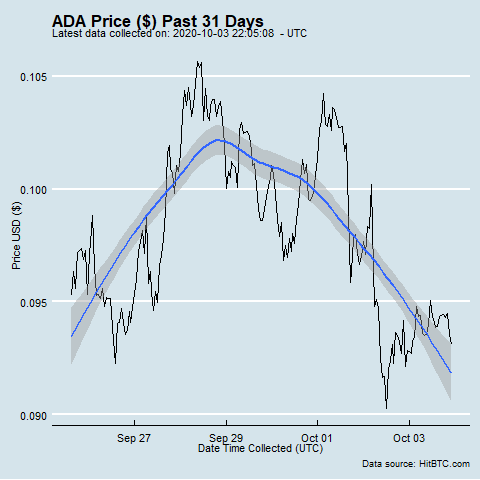 ADA Price ($) Past 31 Days
Latest data collected on: 2020-10-03 22:05:08 - UTC
Price USD ($)
0.105
0.100
0.095
0.090
Sep 27 Sep 29 Oct 01 Oct 03
Date Time Collected (UTC)
Data source: HitBTC.com